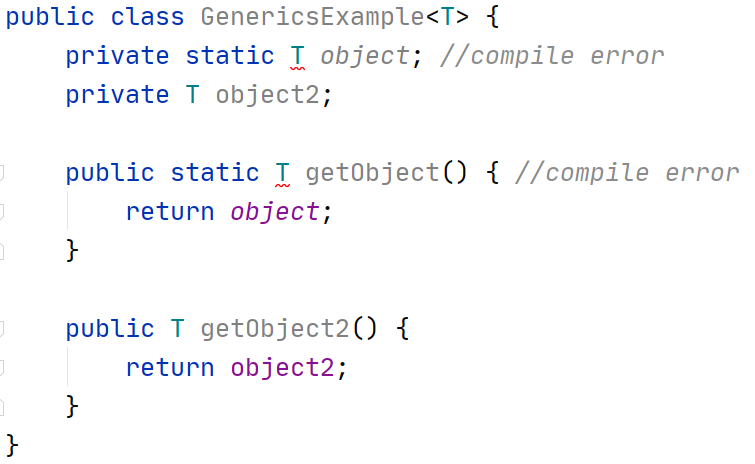 public class GenericsExample<T> {
private static T object; //compile error
private T object2;
public static T getObject() { //compile error
return object;
}
public T getObject2() {
return object2;
}
}